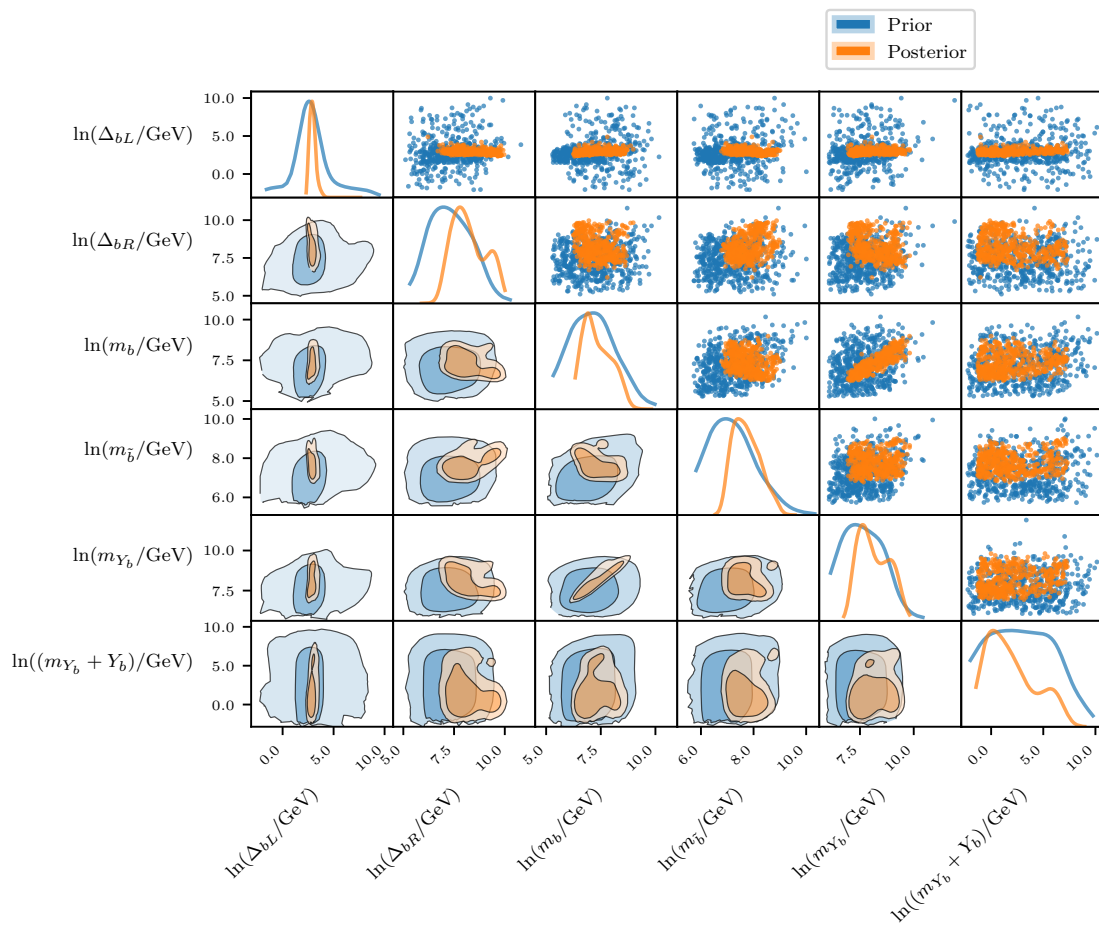 Prior
Posterior
ln(Δ_{bL}/GeV)
10.0
5.0
0.0
ln(Δ_{bR}/GeV)
10.0
7.5
5.0
ln(m_b/GeV)
10.0
7.5
5.0
ln(m_{b̃}/GeV)
10.0
8.0
6.0
ln(m_{Y_b}/GeV)
10.0
7.5
ln((m_{Y_b} + Y_b)/GeV)
10.0
5.0
0.0
0.0 5.0 10.0 5.0 7.5 10.0 5.0 7.5 10.0 6.0 8.0 10.0 7.5 10.0 0.0 5.0 10.0
ln(Δ_{bL}/GeV) ln(Δ_{bR}/GeV) ln(m_b/GeV) ln(m_{b̃}/GeV) ln(m_{Y_b}/GeV) ln((m_{Y_b} + Y_b)/GeV)